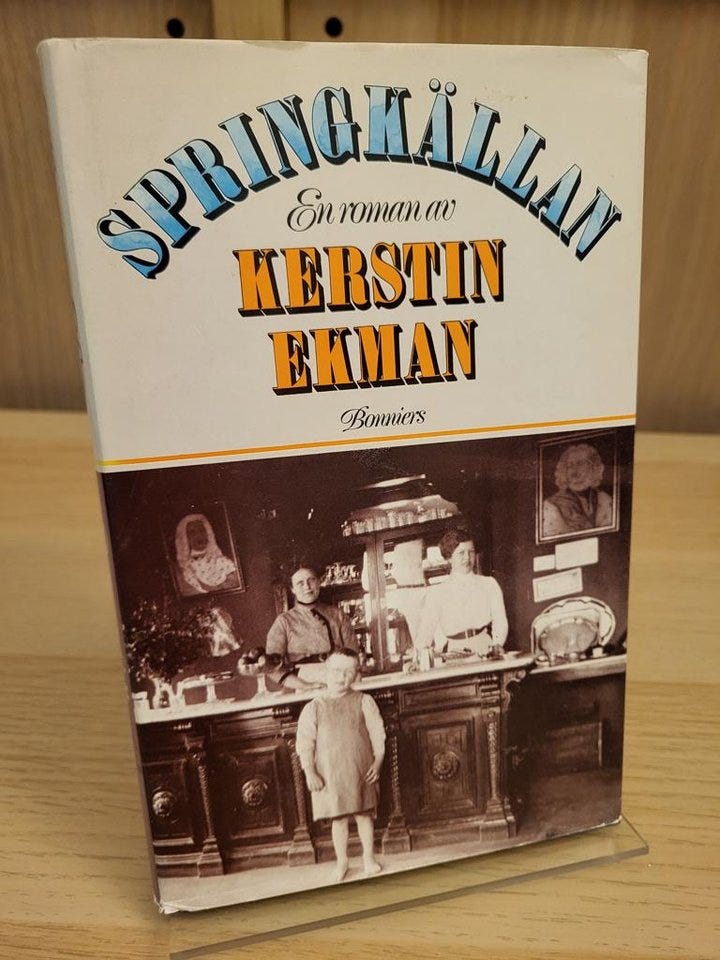 SPRINGKÄLLAN
En roman av
KERSTIN
EKMAN
Bonniers